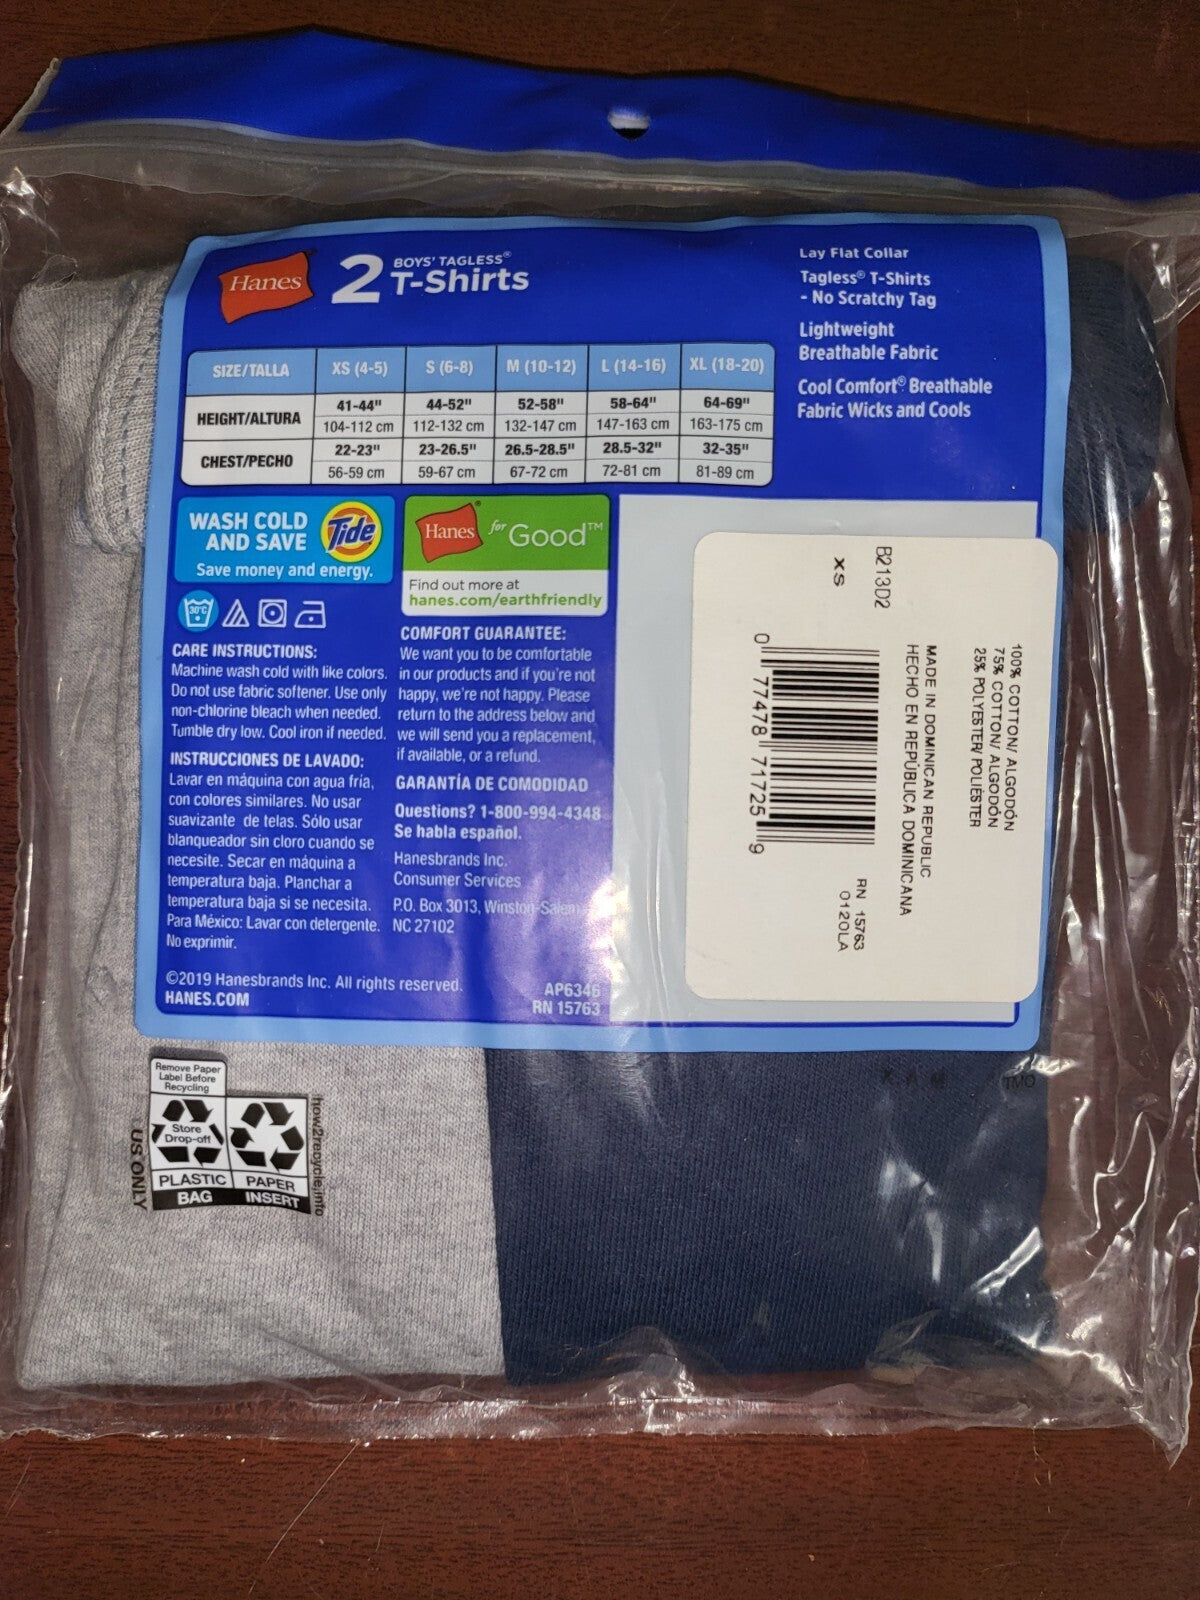 Hanes
2 BOYS' TAGLESS®
T-Shirts
Lay Flat Collar
Tagless® T-Shirts
- No Scratchy Tag
Lightweight
Breathable Fabric
Cool Comfort® Breathable
Fabric Wicks and Cools
SIZE/TALLA XS (4-5) S (6-8) M (10-12) L (14-16) XL (18-20)
HEIGHT/ALTURA 41-44" 44-52" 52-58" 58-64" 64-69"
104-112 cm 112-132 cm 132-147 cm 147-163 cm 163-175 cm
CHEST/PECHO 22-23" 23-26.5" 26.5-28.5" 28.5-32" 32-35"
56-59 cm 59-67 cm 67-72 cm 72-81 cm 81-89 cm
WASH COLD
AND SAVE
Tide
Save money and energy.
Hanes® for Good™
Find out more at
hanes.com/earthfriendly
30°C
CARE INSTRUCTIONS:
Machine wash cold with like colors.
Do not use fabric softener. Use only
non-chlorine bleach when needed.
Tumble dry low. Cool iron if needed.
INSTRUCCIONES DE LAVADO:
Lavar en máquina con agua fría,
con colores similares. No usar
suavizante de telas. Sólo usar
blanqueador sin cloro cuando se
necesite. Secar en máquina a
temperatura baja. Planchar a
temperatura baja si se necesita.
Para México: Lavar con detergente.
No exprimir.
COMFORT GUARANTEE:
We want you to be comfortable
in our products and if you're not
happy, we're not happy. Please
return to the address below and
we will send you a replacement,
if available, or a refund.
GARANTÍA DE COMODIDAD
Questions? 1-800-994-4348
Se habla español.
Hanesbrands Inc.
Consumer Services
P.O. Box 3013, Winston-Salem
NC 27102
©2019 Hanesbrands Inc. All rights reserved.
HANES.COM
AP6346
RN 15763
100% COTTON/ ALGODÓN
75% COTTON/ ALGODÓN
25% POLYESTER/ POLIÉSTER
MADE IN DOMINICAN REPUBLIC
HECHO EN REPÚBLICA DOMINICANA
B213D2
XS
0 77478 71725 9
RN 15763
0120LA
Remove Paper
Label Before
Recycling
Store
Drop-off
PLASTIC
BAG
PAPER
INSERT
how2recycle.info
US ONLY
TMO